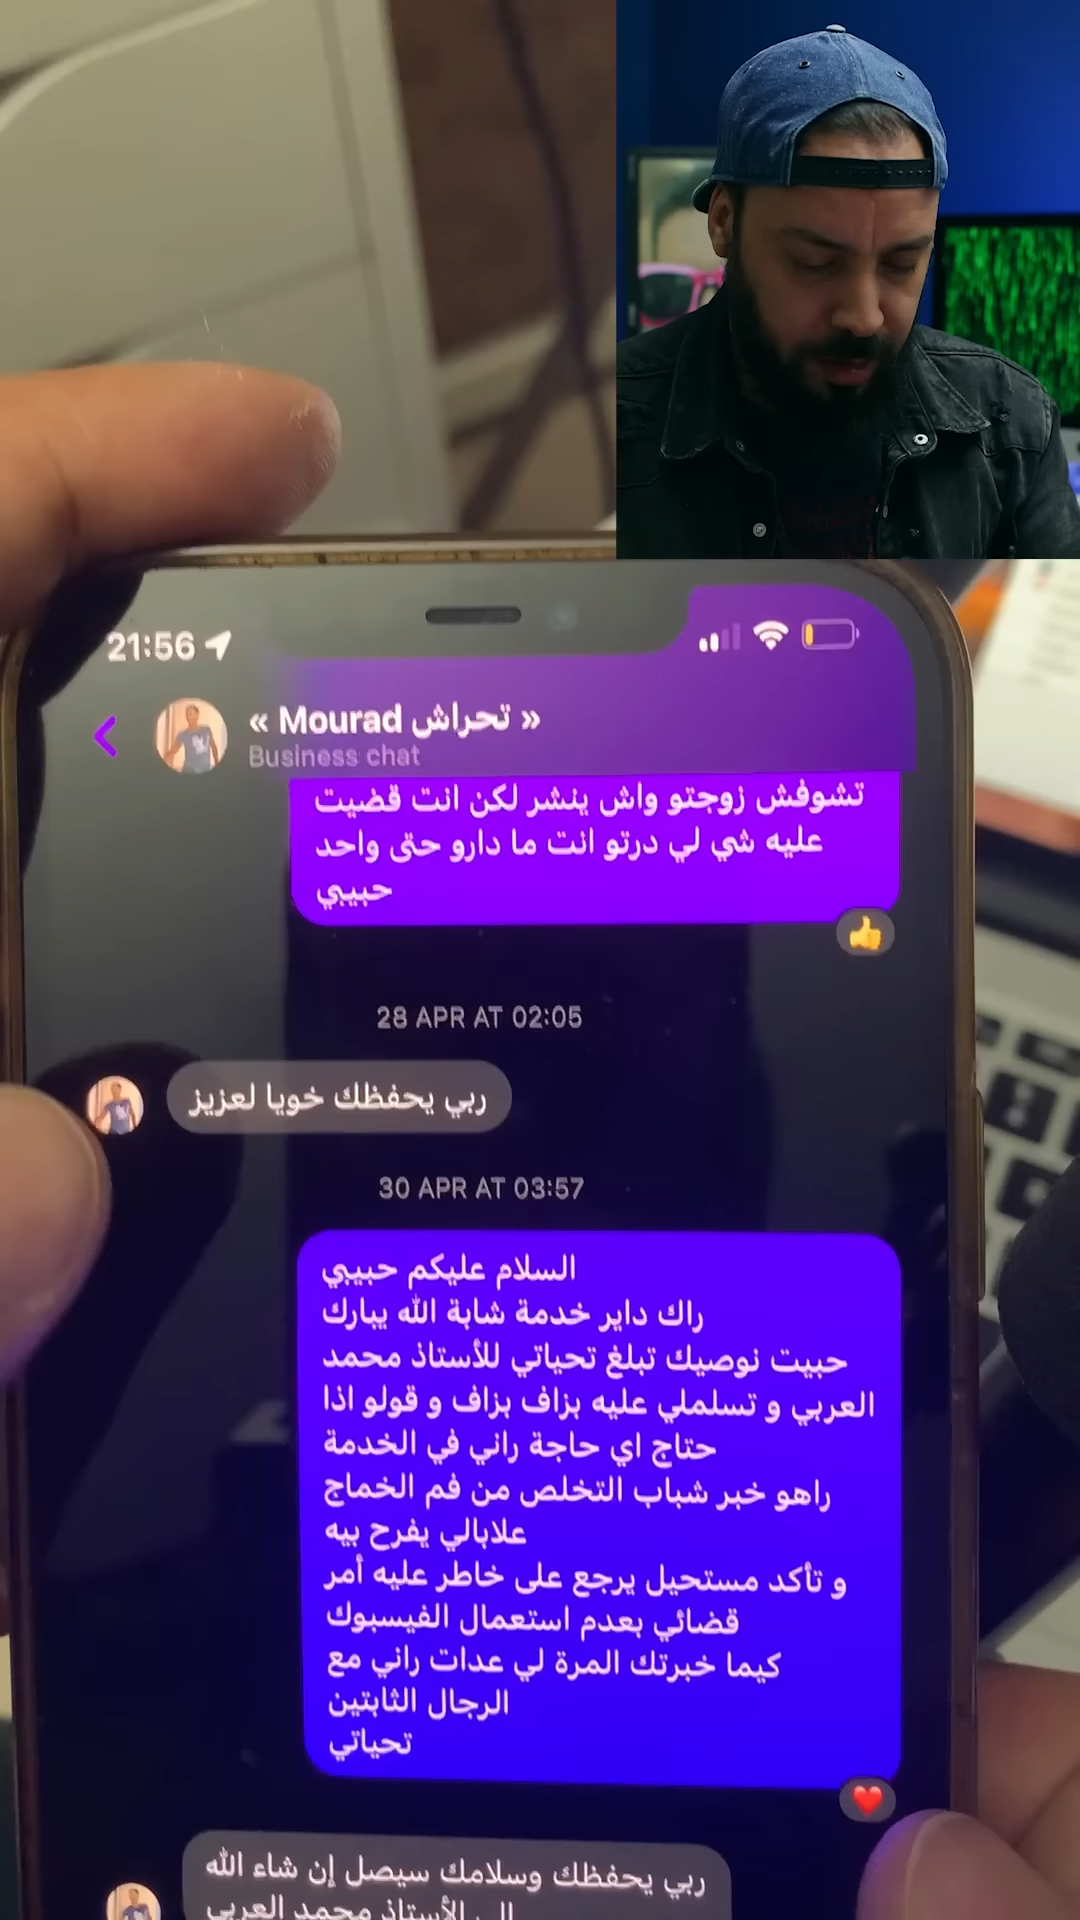 21:56
« Mourad تحراش »
Business chat
تشوفش زوجتو واش ينشر لكن انت قضيت
عليه شي لي درتو انت ما دارو حتى واحد
حبيبي
28 APR AT 02:05
ربي يحفظك خويا لعزيز
30 APR AT 03:57
السلام عليكم حبيبي
راك داير خدمة شابة الله يبارك
حبيت نوصيك تبلغ تحياتي للأستاذ محمد
العربي و تسلملي عليه بزاف بزاف و قولو اذا
حتاج اي حاجة راني في الخدمة
راهو خبر شباب التخلص من فم الخماج
علابالي يفرح بيه
و تأكد مستحيل يرجع على خاطر عليه أمر
قضائي بعدم استعمال الفيسبوك
كيما خبرتك المرة لي عدات راني مع
الرجال الثابتين
تحياتي
ربي يحفظك وسلامك سيصل إن شاء الله
الى الأستاذ محمد العربي